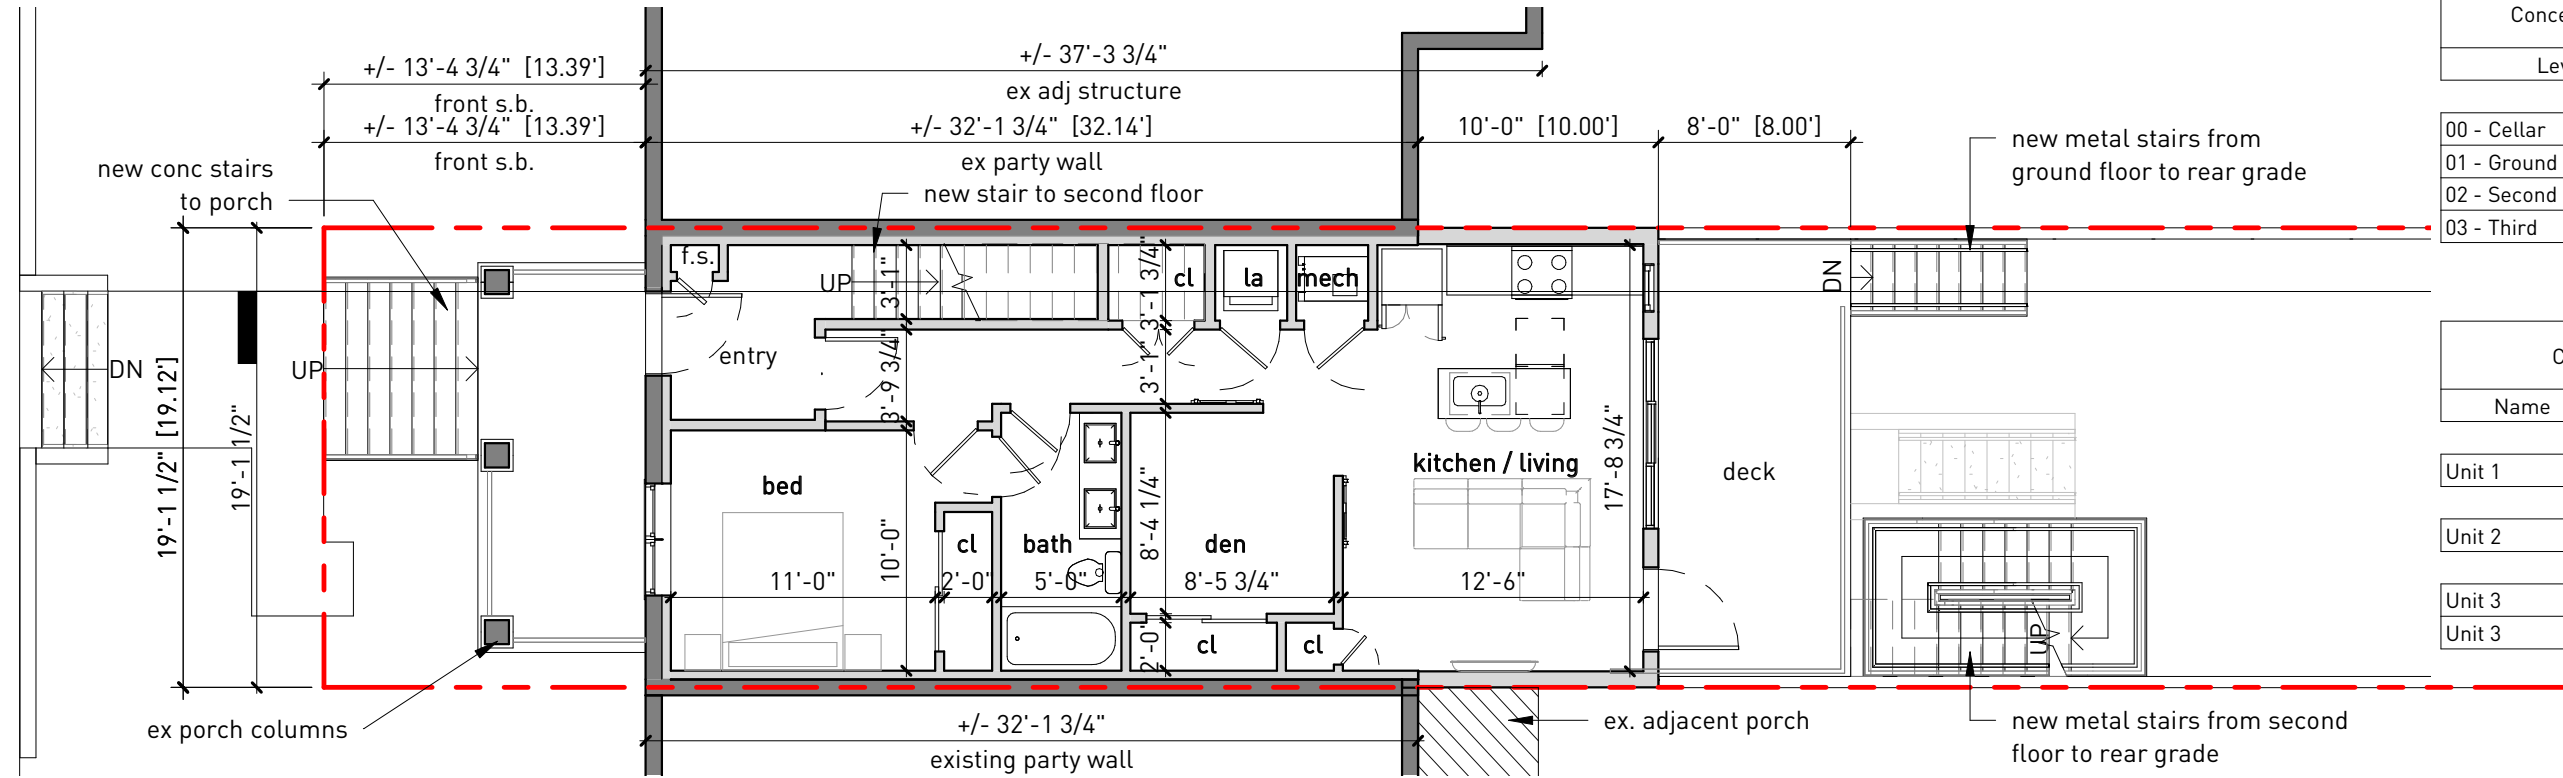 +/- 13'-4 3/4" [13.39']
front s.b.
+/- 13'-4 3/4" [13.39']
front s.b.
+/- 37'-3 3/4"
ex adj structure
+/- 32'-1 3/4" [32.14']
ex party wall
10'-0" [10.00']
8'-0" [8.00']
new conc stairs
to porch
new stair to second floor
new metal stairs from
ground floor to rear grade
00 - Cellar
01 - Ground
02 - Second
03 - Third
Name
Unit 1
Unit 2
Unit 3
Unit 3
f.s.
UP
3'-1"
3'-1 3/4"
cl
la
mech
DN
DN
UP
entry
3'-9 3/4"
3'-1"
19'-1 1/2" [19.12']
19'-1 1/2"
kitchen / living
17'-8 3/4"
deck
bed
10'-0"
cl
bath
8'-4 1/4"
den
11'-0"
2'-0"
5'-0"
8'-5 3/4"
12'-6"
2'-0"
cl
cl
UP
ex porch columns
+/- 32'-1 3/4"
existing party wall
ex. adjacent porch
new metal stairs from second
floor to rear grade